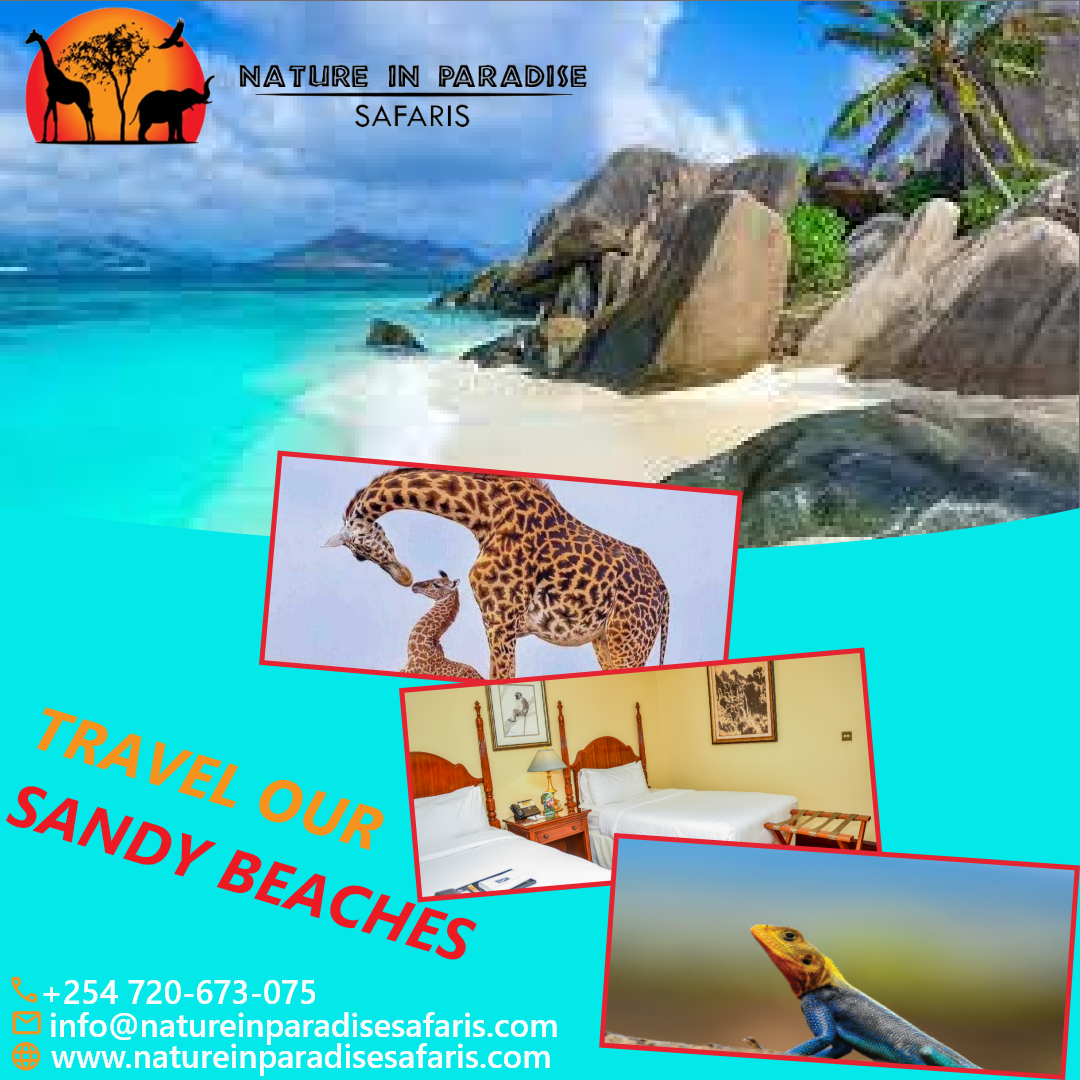 NATURE IN PARADISE
SAFARIS
TRAVEL OUR
SANDY BEACHES
+254 720-673-075
info@natureinparadisesafaris.com
www.natureinparadisesafaris.com